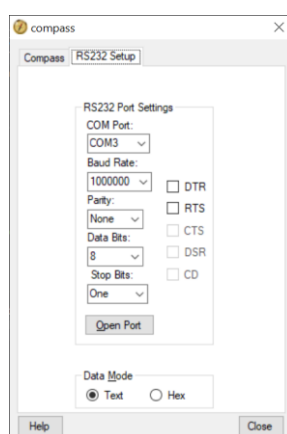 compass
Compass RS232 Setup
RS232 Port Settings
COM Port:
COM3
Baud Rate:
1000000
DTR
Parity:
RTS
None
CTS
Data Bits:
DSR
8
Stop Bits:
CD
One
Open Port
Data Mode
Text Hex
Help Close